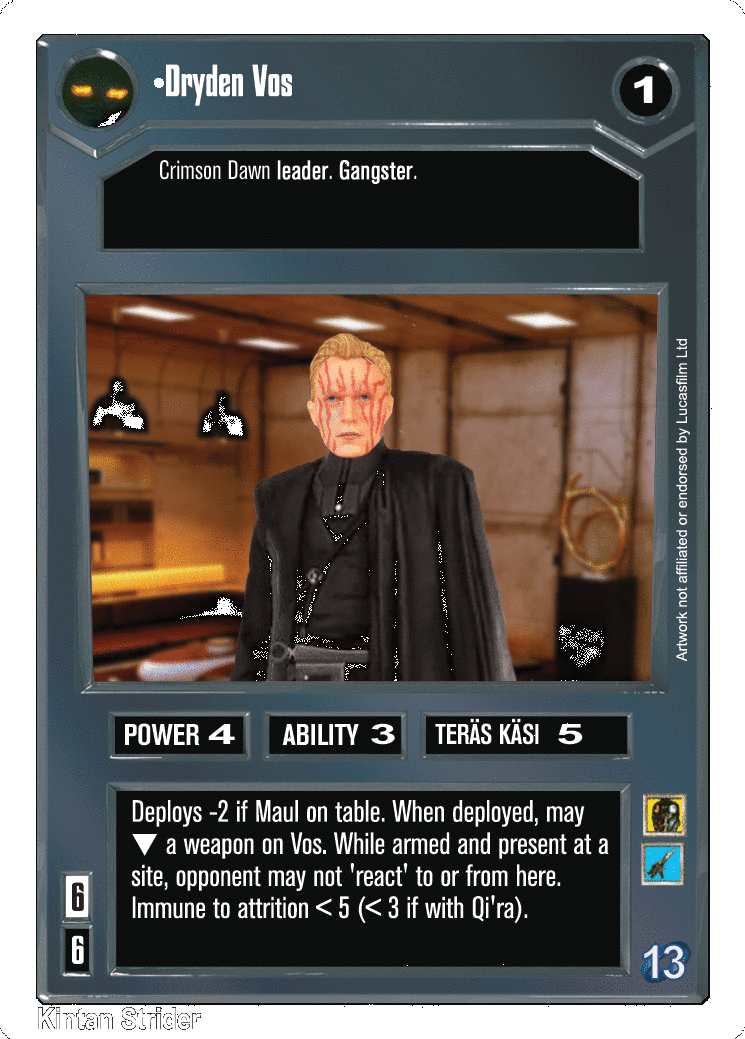 •Dryden Vos
1
Crimson Dawn leader. Gangster.
Artwork not affiliated or endorsed by Lucasfilm Ltd
POWER 4
ABILITY 3
TERÄS KÄSI 5
Deploys -2 if Maul on table. When deployed, may
▼ a weapon on Vos. While armed and present at a
site, opponent may not 'react' to or from here.
Immune to attrition < 5 (< 3 if with Qi'ra).
6
6
13
Kintan Strider